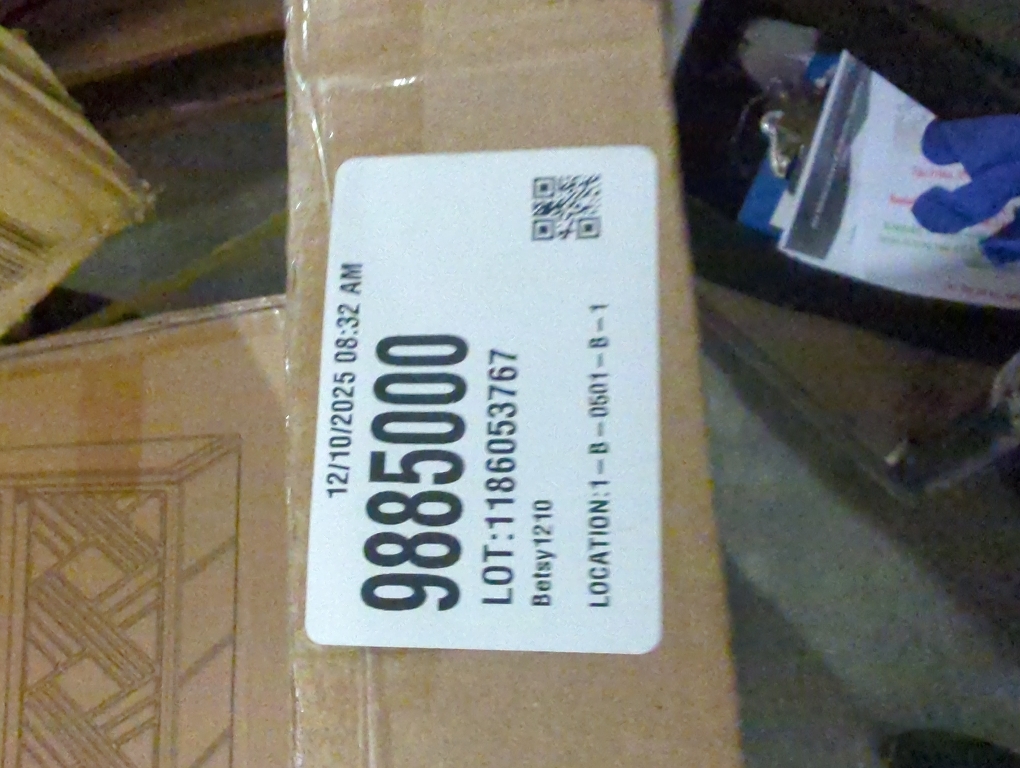 12/10/2025 08:32 AM
9885000
LOT:1186053767
Betsy1210
LOCATION:1-B-0501-B-1